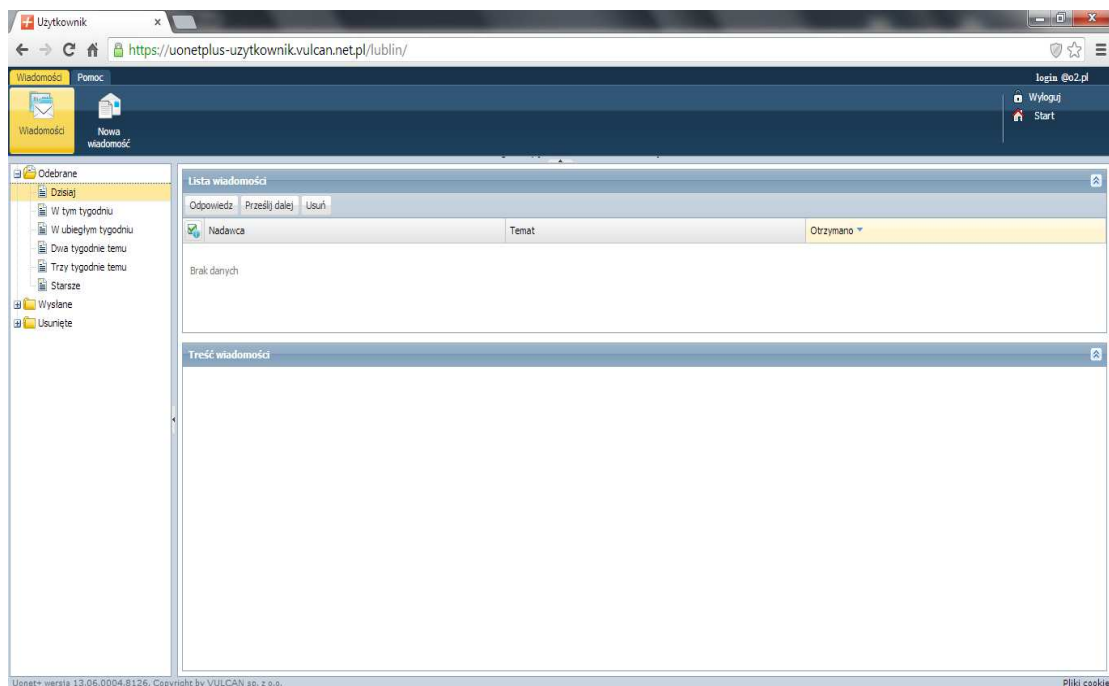 Użytkownik
https://uonetplus-uzytkownik.vulcan.net.pl/lublin/
Wiadomości Pomoc login @o2.pl
Wyloguj
Start
Wiadomości Nowa wiadomość
Odebrane
Dzisiaj
W tym tygodniu
W ubiegłym tygodniu
Dwa tygodnie temu
Trzy tygodnie temu
Starsze
Wysłane
Usunięte
Lista wiadomości
Odpowiedz Prześlij dalej Usuń
Nadawca Temat Otrzymano
Brak danych
Treść wiadomości
Uonet+ wersja 13.06.0004.8126. Copyright by VULCAN sp. z o.o. Pliki cookie